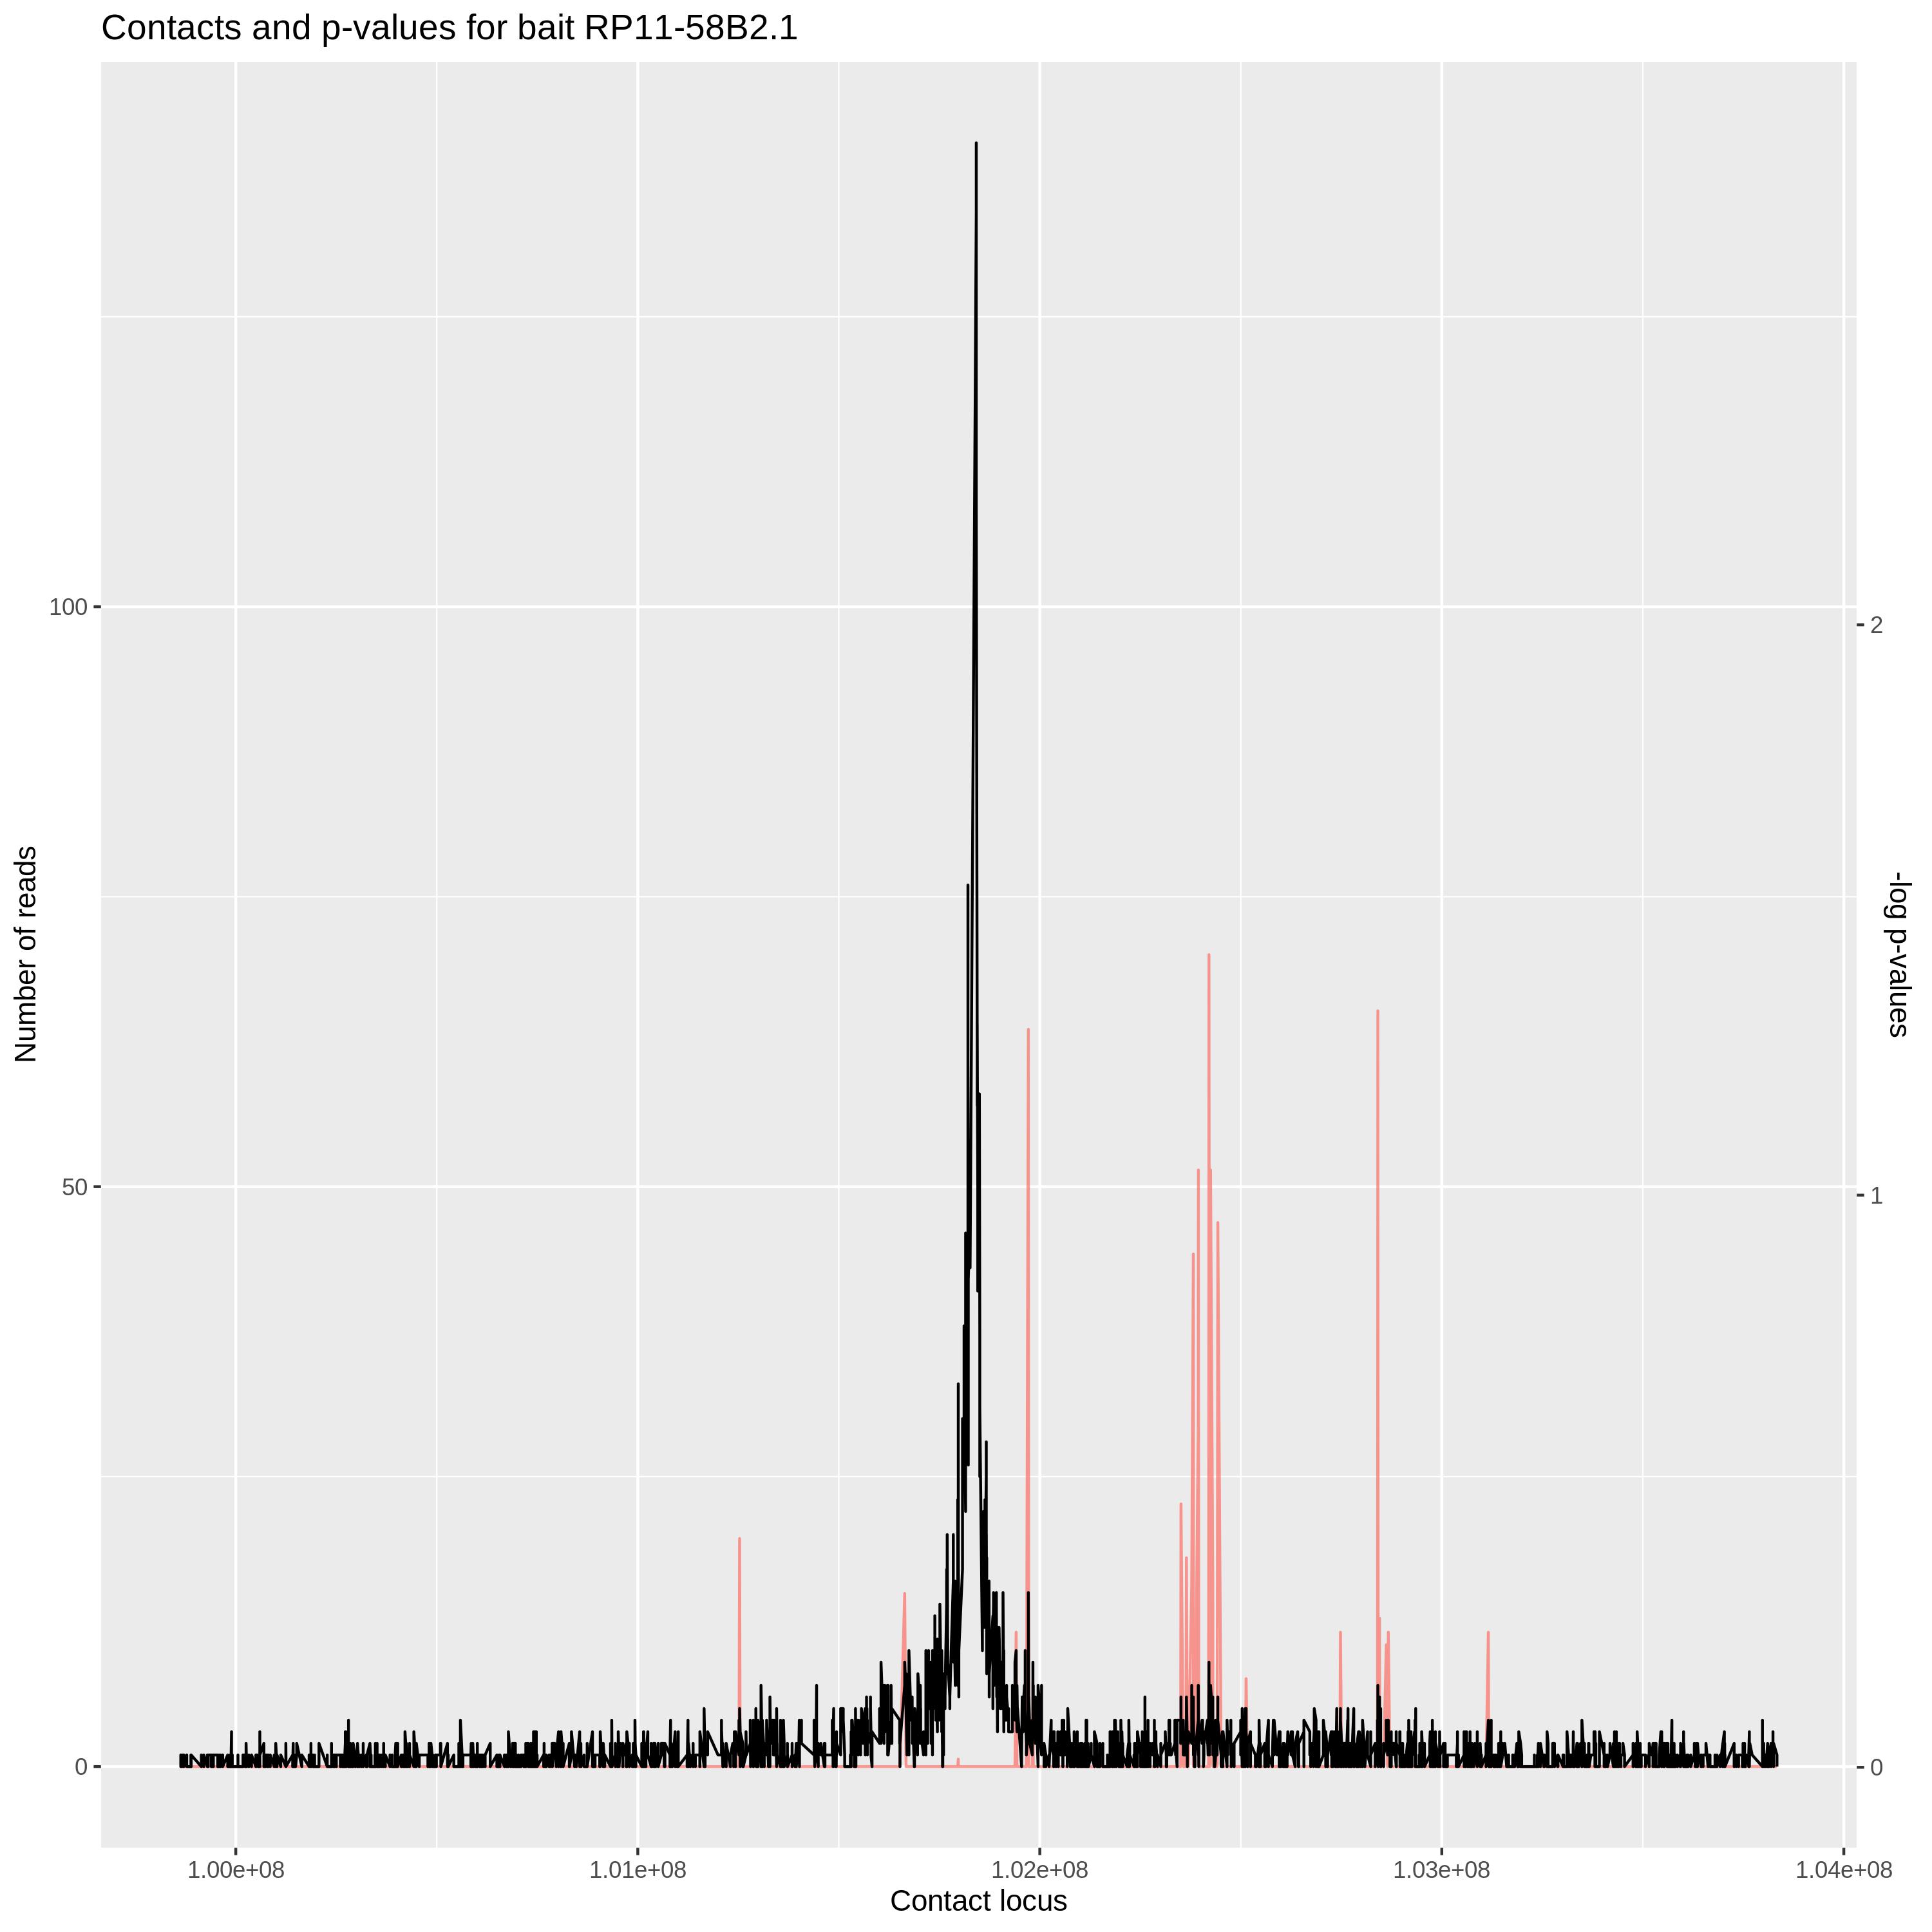 Contacts and p-values for bait RP11-58B2.1
Number of reads
100
50
0
2
1
0
-log p-values
1.00e+08
1.01e+08
1.02e+08
1.03e+08
1.04e+08
Contact locus